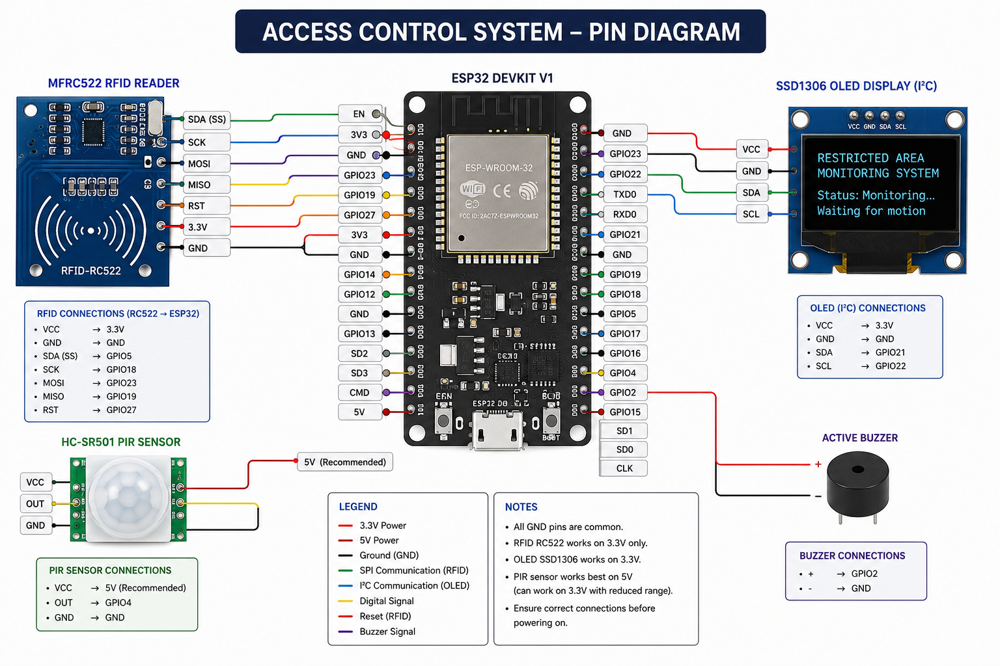 ACCESS CONTROL SYSTEM – PIN DIAGRAM
MFRC522 RFID READER
SDA (SS)
SCK
MOSI
MISO
RST
3.3V
GND
RFID-RC522
ESP32 DEVKIT V1
EN
3V3
GND
GPIO23
GPIO19
GPIO27
3V3
GND
GPIO14
GPIO12
GND
GPIO13
SD2
SD3
CMD
5V
ESP-WROOM-32
WiFi CE
FCC ID: 2AC7Z-ESPWROOM32
GND
GPIO23
GPIO22
TXD0
RXD0
GPIO21
GND
GPIO19
GPIO18
GPIO5
GPIO17
GPIO16
GPIO4
GPIO2
GPIO15
SD1
SD0
CLK
BOOT
SSD1306 OLED DISPLAY (I²C)
VCC GND SDA SCL
VCC
GND
SDA
SCL
RESTRICTED AREA
MONITORING SYSTEM
Status: Monitoring...
Waiting for motion
RFID CONNECTIONS (RC522 → ESP32)
• VCC → 3.3V
• GND → GND
• SDA (SS) → GPIO5
• SCK → GPIO18
• MOSI → GPIO23
• MISO → GPIO19
• RST → GPIO27
OLED (I²C) CONNECTIONS
• VCC → 3.3V
• GND → GND
• SDA → GPIO21
• SCL → GPIO22
HC-SR501 PIR SENSOR
VCC
OUT
GND
5V (Recommended)
PIR SENSOR CONNECTIONS
• VCC → 5V (Recommended)
• OUT → GPIO4
• GND → GND
LEGEND
3.3V Power
5V Power
Ground (GND)
SPI Communication (RFID)
I²C Communication (OLED)
Digital Signal
Reset (RFID)
Buzzer Signal
NOTES
• All GND pins are common.
• RFID RC522 works on 3.3V only.
• OLED SSD1306 works on 3.3V.
• PIR sensor works best on 5V
(can work on 3.3V with reduced range).
• Ensure correct connections before
powering on.
ACTIVE BUZZER
+
–
BUZZER CONNECTIONS
• + → GPIO2
• - → GND